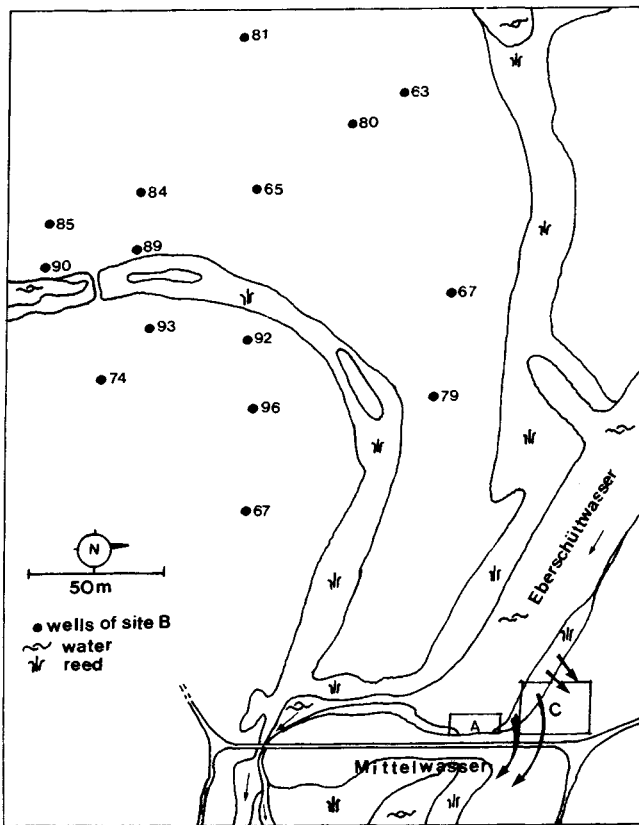 81
63
80
84
65
85
89
90
67
93
92
74
79
96
67
N
50m
wells of site B
water
reed
Eberschüttwasser
A
C
Mittelwasser